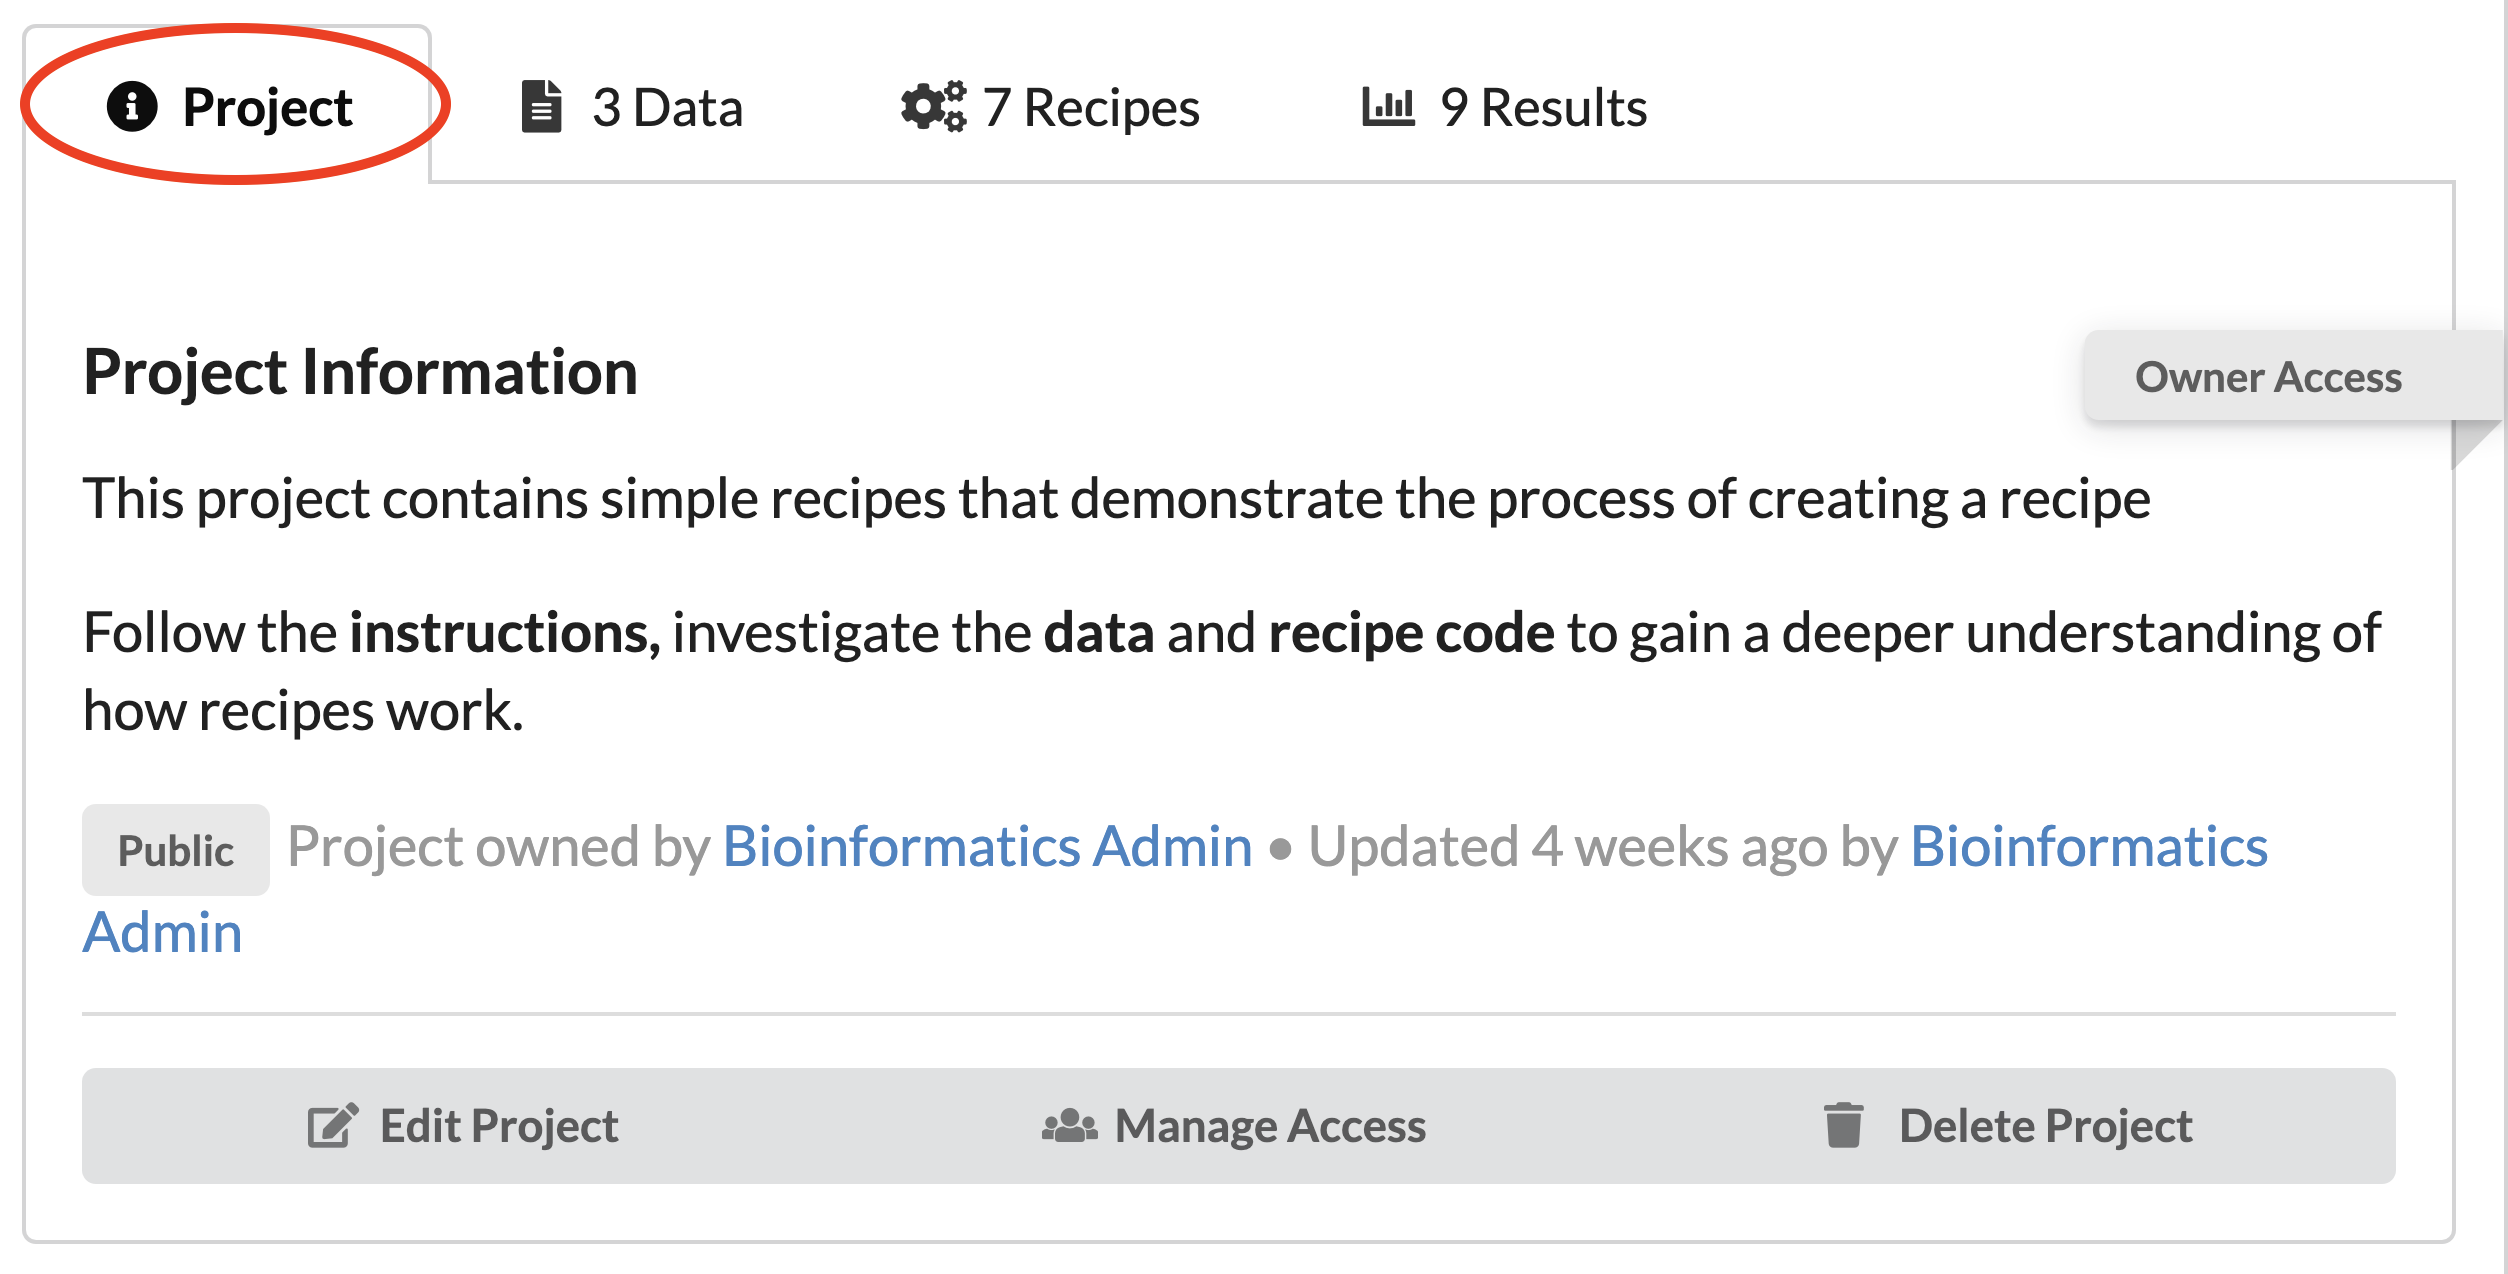 Project
3 Data
7 Recipes
9 Results
Project Information
Owner Access
This project contains simple recipes that demonstrate the process of creating a recipe
Follow the instructions, investigate the data and recipe code to gain a deeper understanding of
how recipes work.
Public Project owned by Bioinformatics Admin • Updated 4 weeks ago by Bioinformatics
Admin
Edit Project
Manage Access
Delete Project